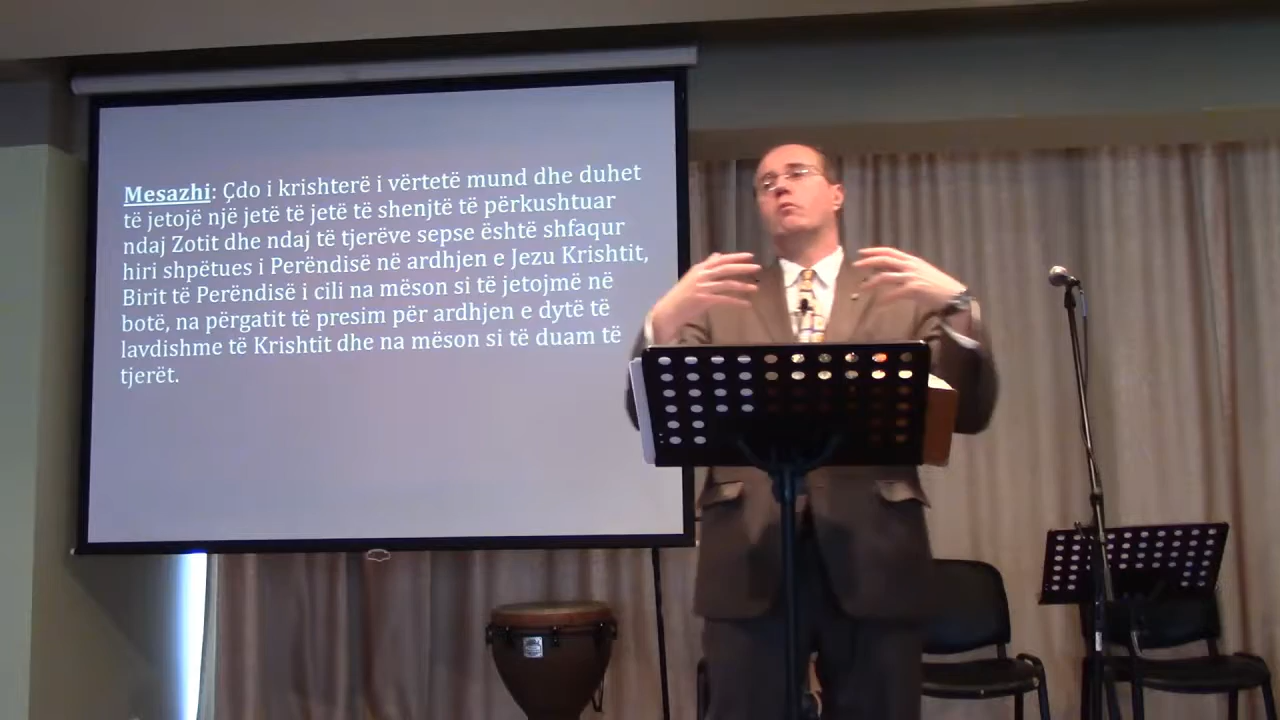 Mesazhi: Çdo i krishterë i vërtetë mund dhe duhet
të jetojë një jetë të jetë të shenjtë të përkushtuar
ndaj Zotit dhe ndaj të tjerëve sepse është shfaqur
hiri shpëtues i Perëndisë në ardhjen e Jezu Krishtit,
Birit të Perëndisë i cili na mëson si të jetojmë në
botë, na përgatit të presim për ardhjen e dytë të
lavdishme të Krishtit dhe na mëson si të duam të
tjerët.